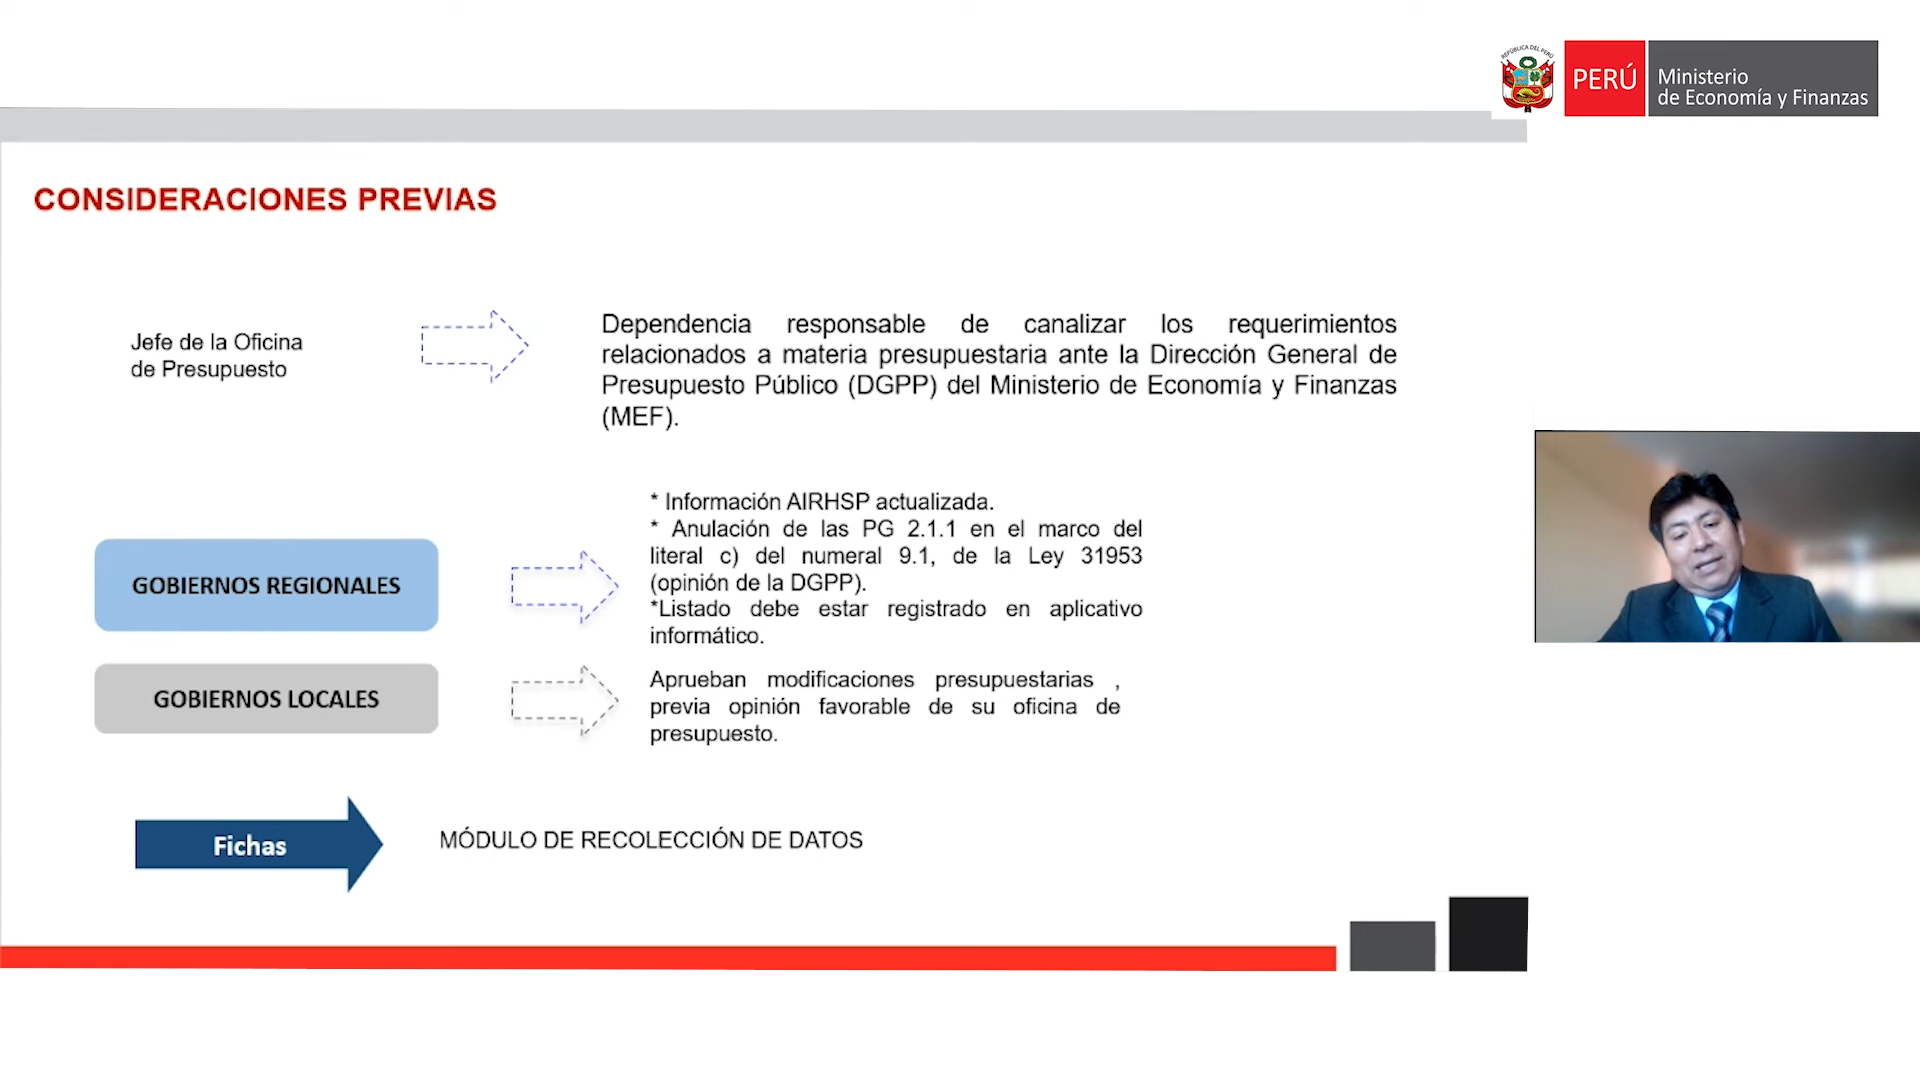 REPÚBLICA DEL PERÚ
PERÚ
Ministerio
de Economía y Finanzas
CONSIDERACIONES PREVIAS
Jefe de la Oficina
de Presupuesto
Dependencia responsable de canalizar los requerimientos
relacionados a materia presupuestaria ante la Dirección General de
Presupuesto Público (DGPP) del Ministerio de Economía y Finanzas
(MEF).
GOBIERNOS REGIONALES
* Información AIRHSP actualizada.
* Anulación de las PG 2.1.1 en el marco del
literal c) del numeral 9.1, de la Ley 31953
(opinión de la DGPP).
*Listado debe estar registrado en aplicativo
informático.
GOBIERNOS LOCALES
Aprueban modificaciones presupuestarias ,
previa opinión favorable de su oficina de
presupuesto.
Fichas
MÓDULO DE RECOLECCIÓN DE DATOS